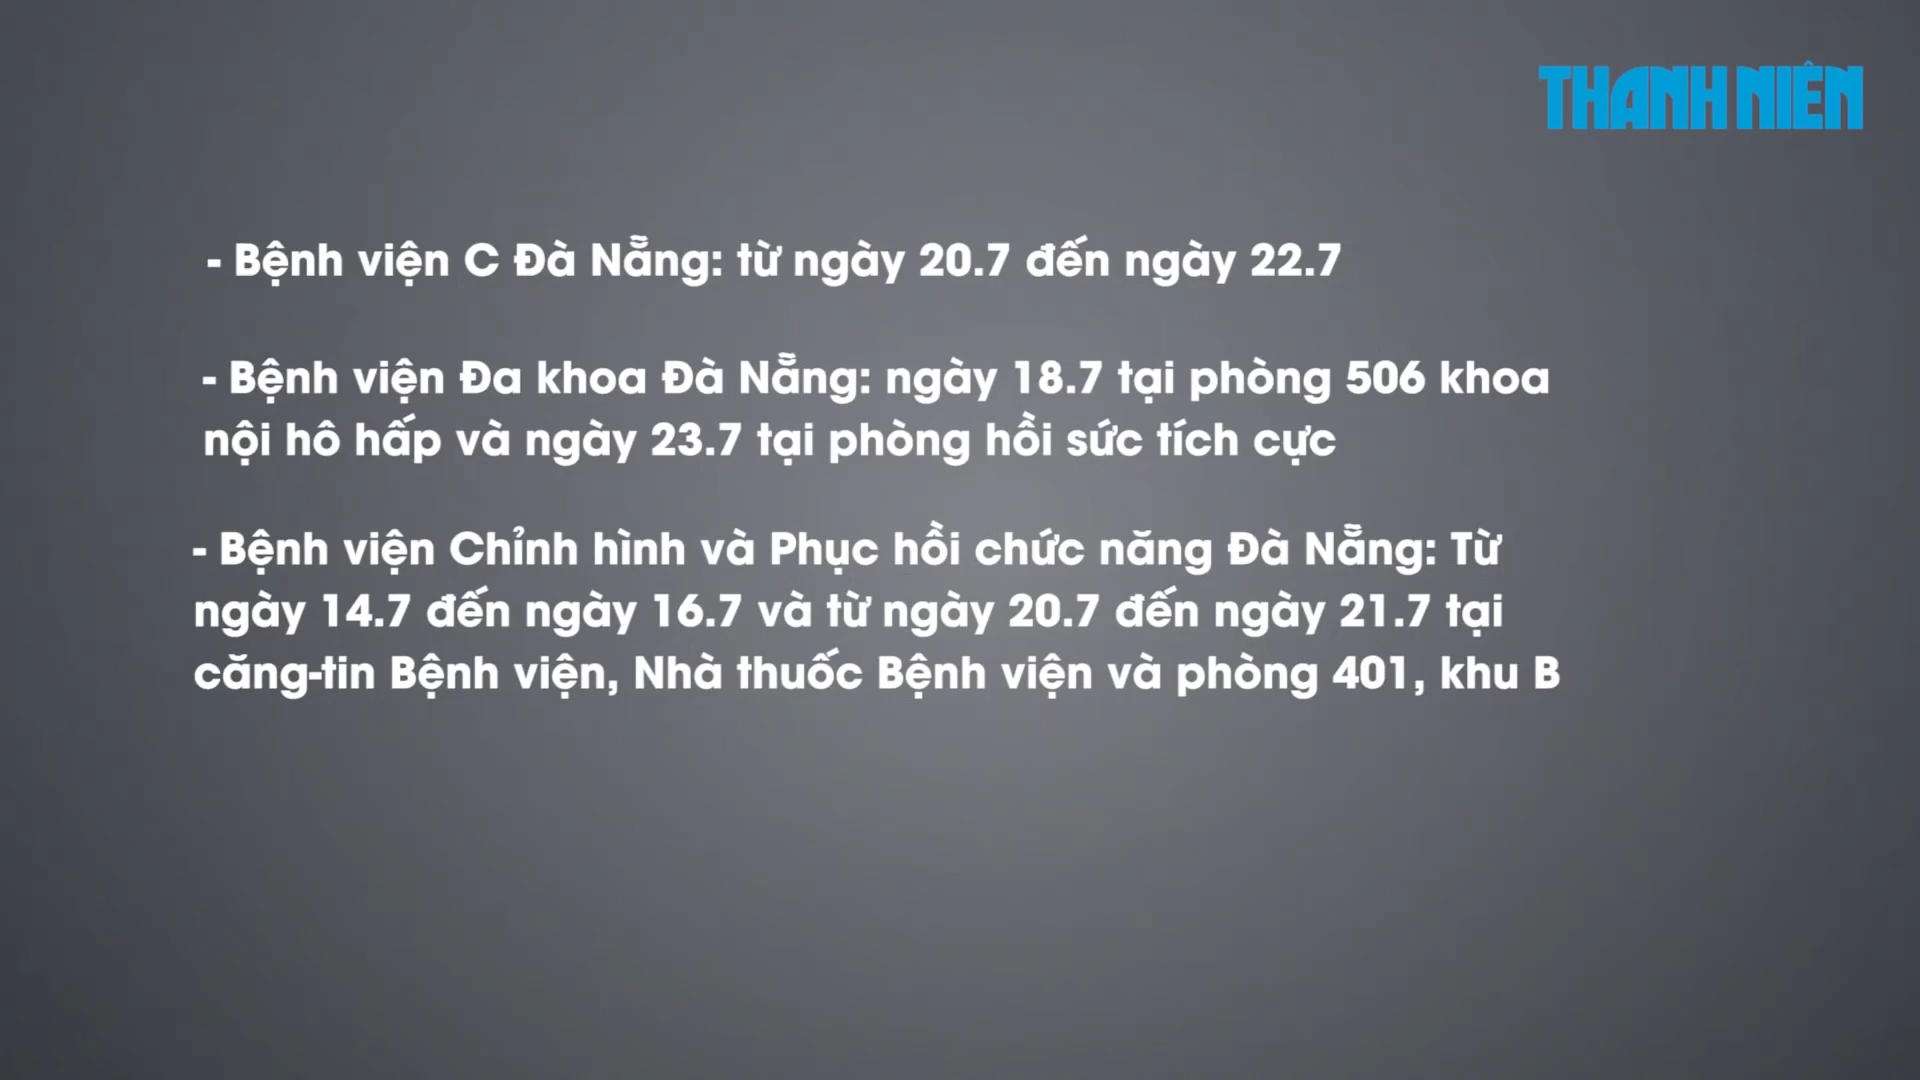 THANH NIÊN
- Bệnh viện C Đà Nẵng: từ ngày 20.7 đến ngày 22.7
- Bệnh viện Đa khoa Đà Nẵng: ngày 18.7 tại phòng 506 khoa
nội hô hấp và ngày 23.7 tại phòng hồi sức tích cực
- Bệnh viện Chỉnh hình và Phục hồi chức năng Đà Nẵng: Từ
ngày 14.7 đến ngày 16.7 và từ ngày 20.7 đến ngày 21.7 tại
căng-tin Bệnh viện, Nhà thuốc Bệnh viện và phòng 401, khu B